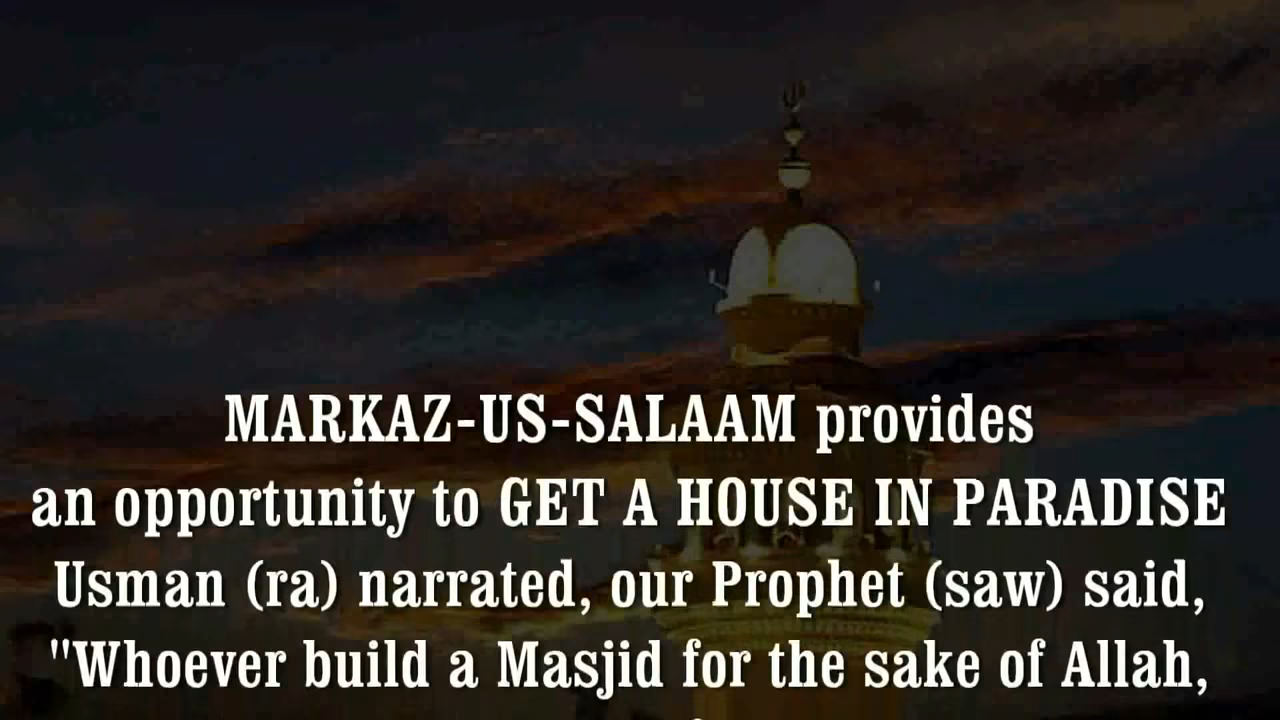 MARKAZ-US-SALAAM provides
an opportunity to GET A HOUSE IN PARADISE
Usman (ra) narrated, our Prophet (saw) said,
"Whoever build a Masjid for the sake of Allah,